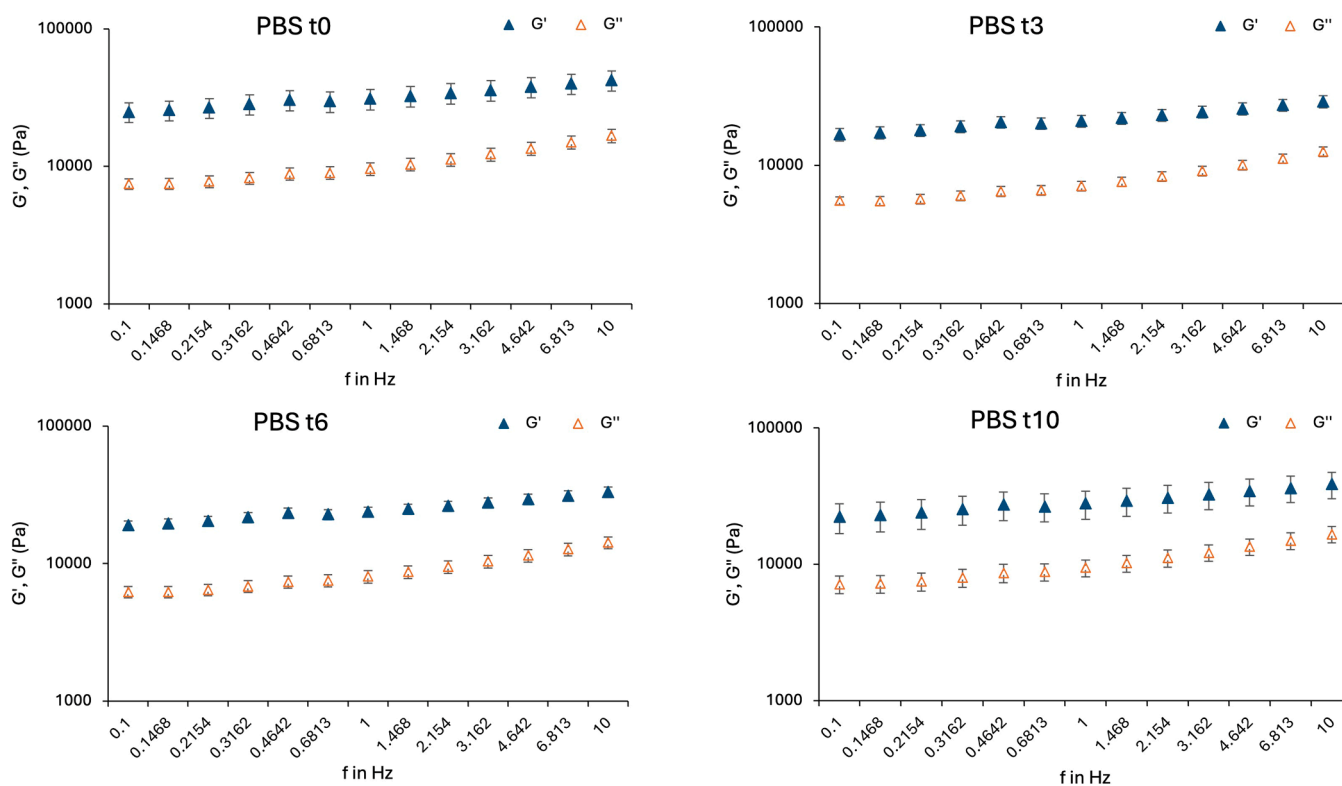 PBS t0
G' G''
100000
10000
1000
G', G'' (Pa)
0.1 0.1468 0.2154 0.3162 0.4642 0.6813 1 1.468 2.154 3.162 4.642 6.813 10
f in Hz
PBS t3
G' G''
100000
10000
1000
G', G'' (Pa)
0.1 0.1468 0.2154 0.3162 0.4642 0.6813 1 1.468 2.154 3.162 4.642 6.813 10
f in Hz
PBS t6
G' G''
100000
10000
1000
G', G'' (Pa)
0.1 0.1468 0.2154 0.3162 0.4642 0.6813 1 1.468 2.154 3.162 4.642 6.813 10
f in Hz
PBS t10
G' G''
100000
10000
1000
G', G'' (Pa)
0.1 0.1468 0.2154 0.3162 0.4642 0.6813 1 1.468 2.154 3.162 4.642 6.813 10
f in Hz